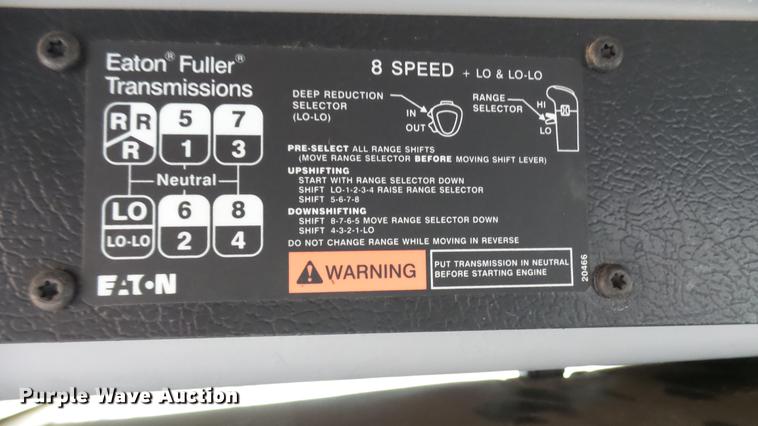 Eaton® Fuller®
Transmissions
8 SPEED + LO & LO-LO
DEEP REDUCTION
SELECTOR
(LO-LO)
IN
OUT
RANGE
SELECTOR
HI
LO
R R 5 7
R 1 3
Neutral
LO 6 8
LO-LO 2 4
PRE-SELECT ALL RANGE SHIFTS
(MOVE RANGE SELECTOR BEFORE MOVING SHIFT LEVER)
UPSHIFTING
START WITH RANGE SELECTOR DOWN
SHIFT LO-1-2-3-4 RAISE RANGE SELECTOR
SHIFT 5-6-7-8
DOWNSHIFTING
SHIFT 8-7-6-5 MOVE RANGE SELECTOR DOWN
SHIFT 4-3-2-1-LO
DO NOT CHANGE RANGE WHILE MOVING IN REVERSE
EATON
WARNING
PUT TRANSMISSION IN NEUTRAL
BEFORE STARTING ENGINE
20466
Purple Wave Auction